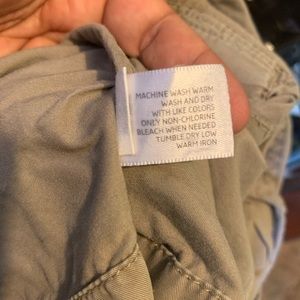 MACHINE WASH WARM
WASH AND DRY
WITH LIKE COLORS
ONLY NON-CHLORINE
BLEACH WHEN NEEDED
TUMBLE DRY LOW
WARM IRON